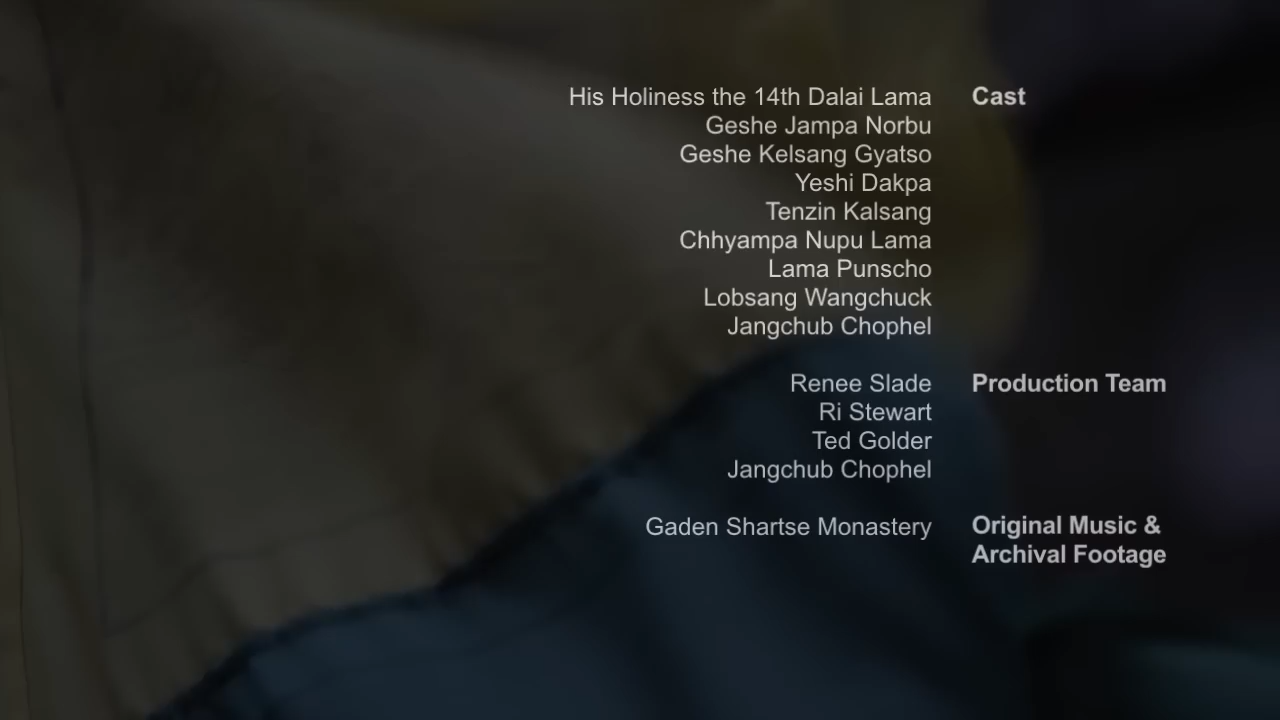 His Holiness the 14th Dalai Lama Cast
Geshe Jampa Norbu
Geshe Kelsang Gyatso
Yeshi Dakpa
Tenzin Kalsang
Chhyampa Nupu Lama
Lama Punscho
Lobsang Wangchuck
Jangchub Chophel
Renee Slade Production Team
Ri Stewart
Ted Golder
Jangchub Chophel
Gaden Shartse Monastery Original Music &
Archival Footage